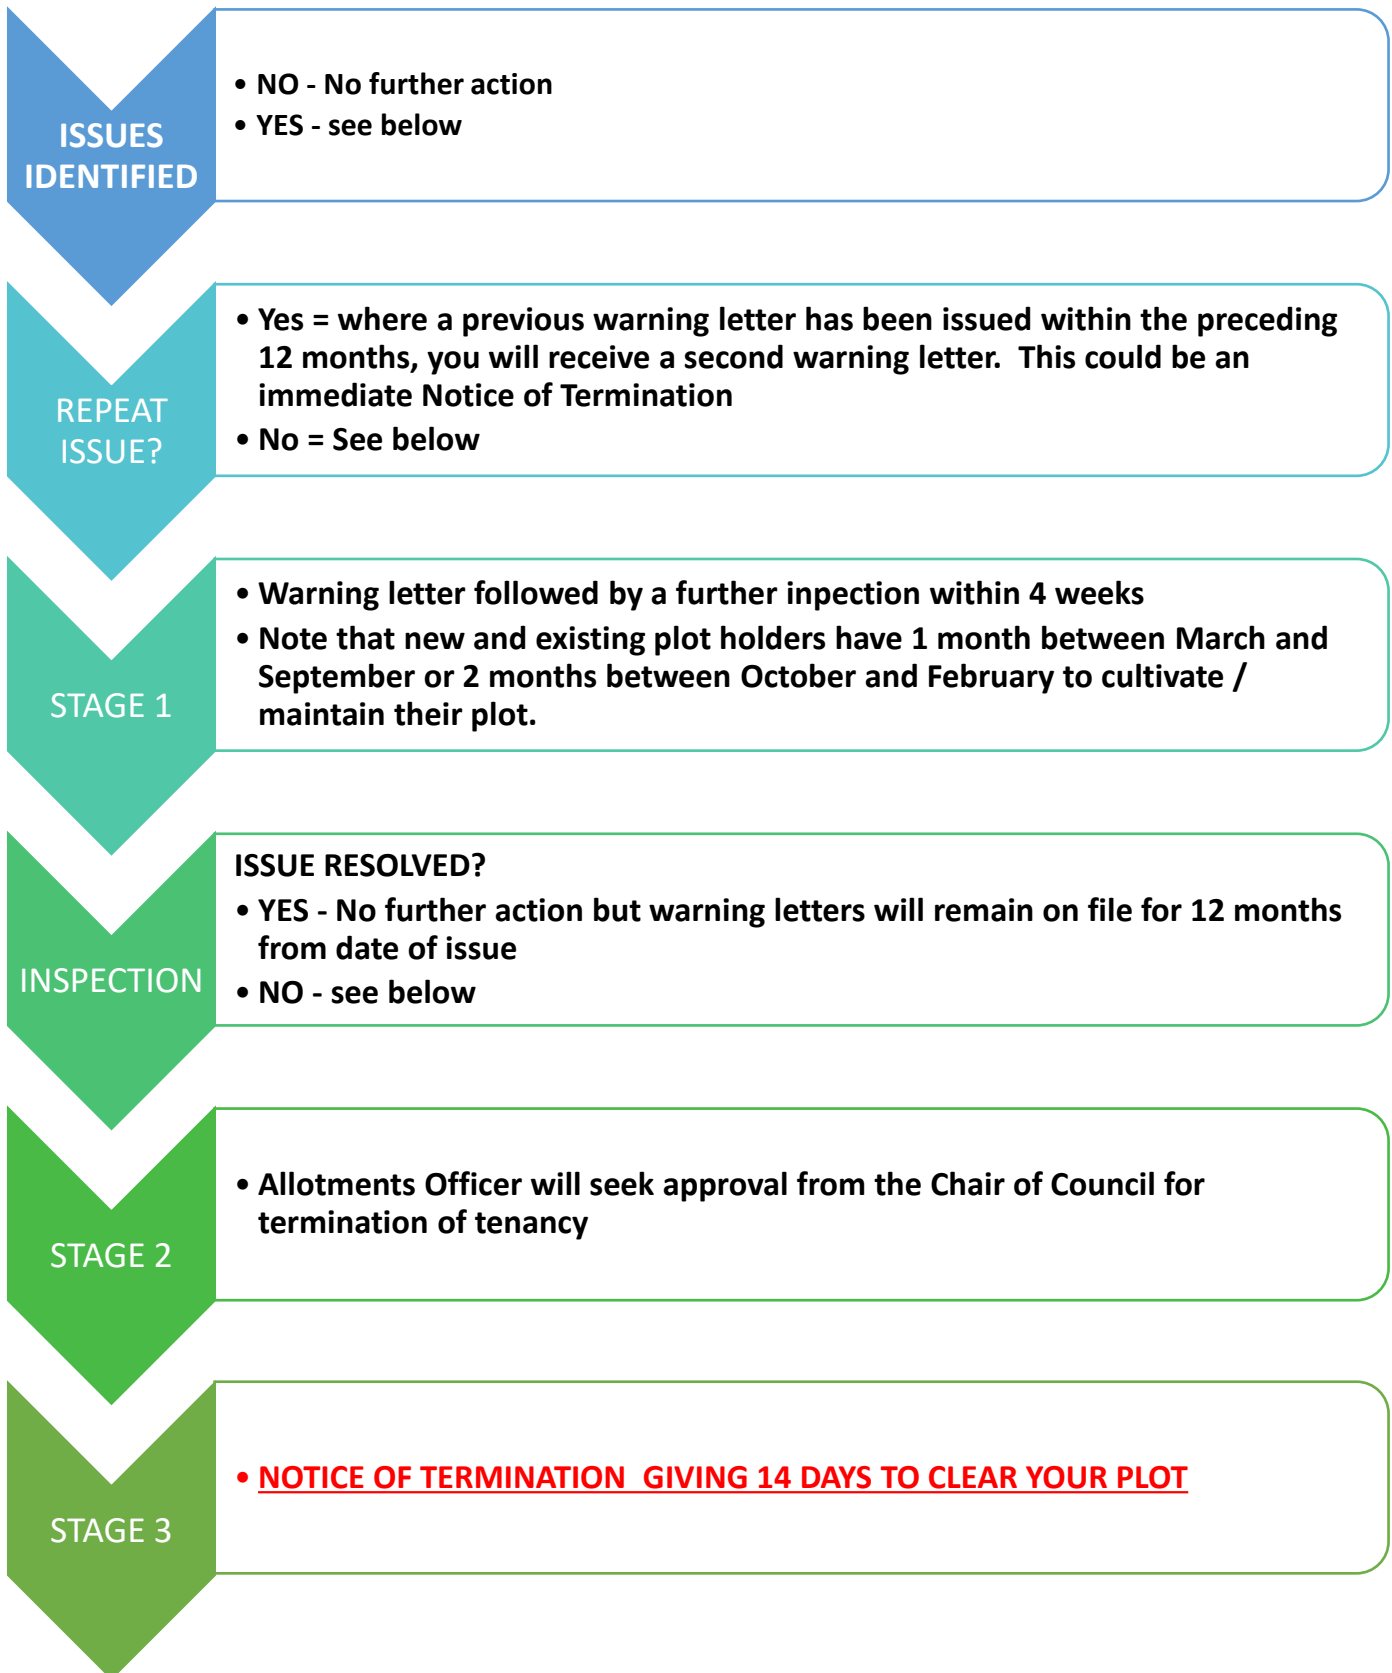 ISSUES
IDENTIFIED
• NO - No further action
• YES - see below
REPEAT
ISSUE?
• Yes = where a previous warning letter has been issued within the preceding
12 months, you will receive a second warning letter.  This could be an
immediate Notice of Termination
• No = See below
STAGE 1
• Warning letter followed by a further inpection within 4 weeks
• Note that new and existing plot holders have 1 month between March and
September or 2 months between October and February to cultivate /
maintain their plot.
INSPECTION
ISSUE RESOLVED?
• YES - No further action but warning letters will remain on file for 12 months
from date of issue
• NO - see below
STAGE 2
• Allotments Officer will seek approval from the Chair of Council for
termination of tenancy
STAGE 3
• NOTICE OF TERMINATION  GIVING 14 DAYS TO CLEAR YOUR PLOT